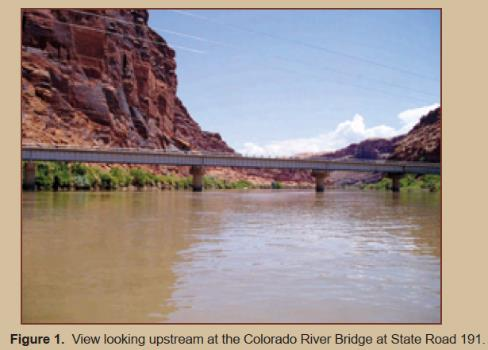 Figure 1. View looking upstream at the Colorado River Bridge at State Road 191.